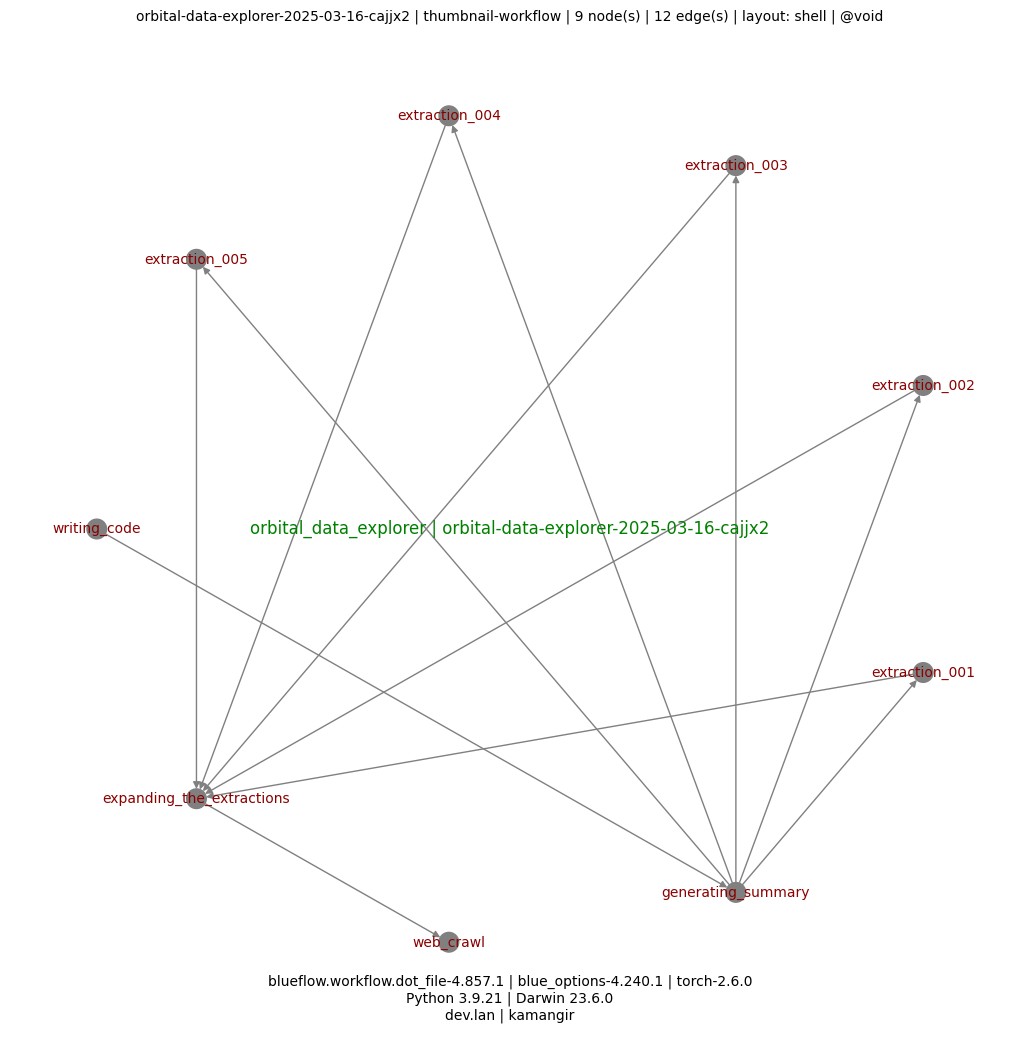 orbital-data-explorer-2025-03-16-cajjx2 | thumbnail-workflow | 9 node(s) | 12 edge(s) | layout: shell | @void
extraction_004
extraction_003
extraction_005
extraction_002
writing_code
orbital_data_explorer | orbital-data-explorer-2025-03-16-cajjx2
extraction_001
expanding_the_extractions
generating_summary
web_crawl
blueflow.workflow.dot_file-4.857.1 | blue_options-4.240.1 | torch-2.6.0
Python 3.9.21 | Darwin 23.6.0
dev.lan | kamangir